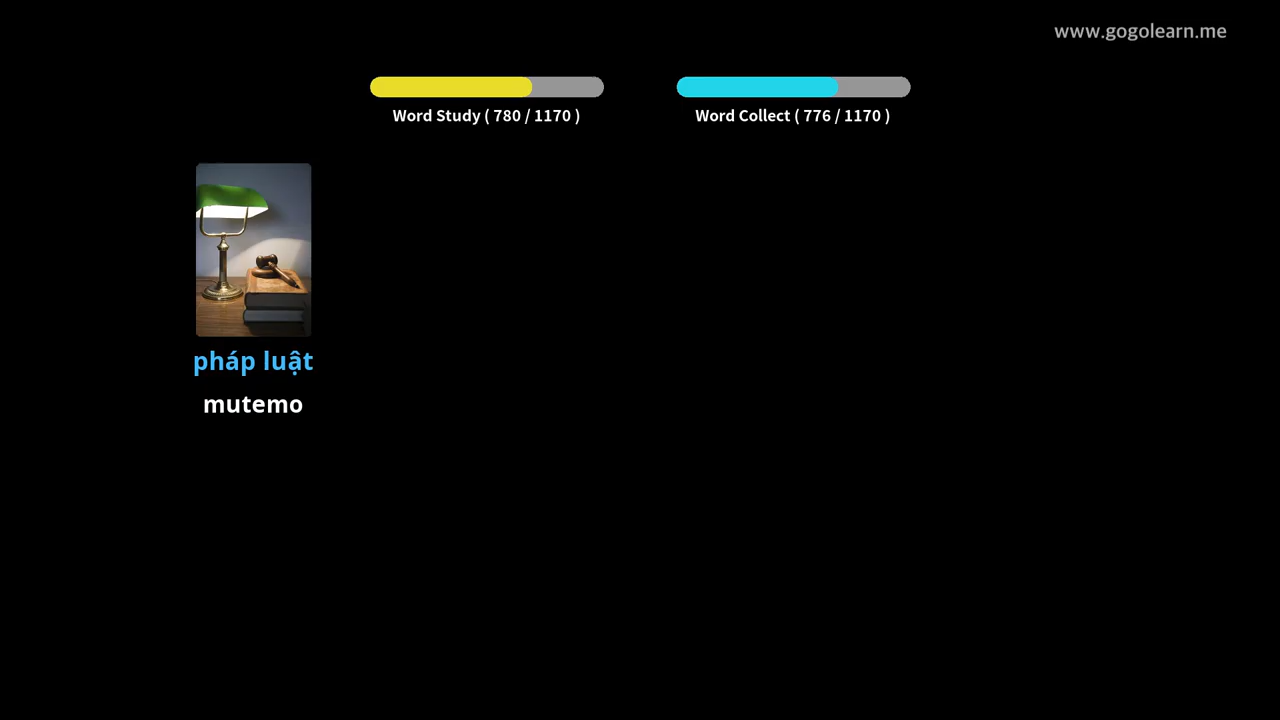 www.gogolearn.me
Word Study ( 780 / 1170 )
Word Collect ( 776 / 1170 )
pháp luật
mutemo